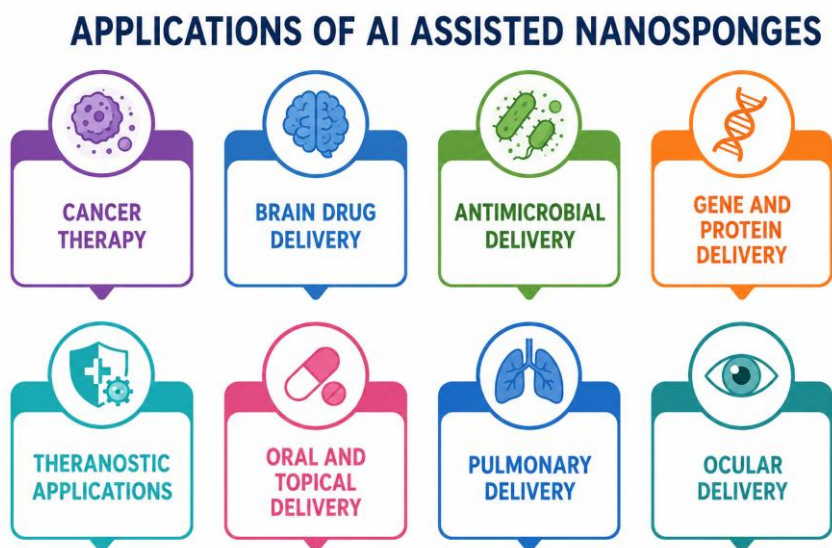 APPLICATIONS OF AI ASSISTED NANOSPONGES
CANCER
THERAPY
BRAIN DRUG
DELIVERY
ANTIMICROBIAL
DELIVERY
GENE AND
PROTEIN
DELIVERY
THERANOSTIC
APPLICATIONS
ORAL AND
TOPICAL
DELIVERY
PULMONARY
DELIVERY
OCULAR
DELIVERY